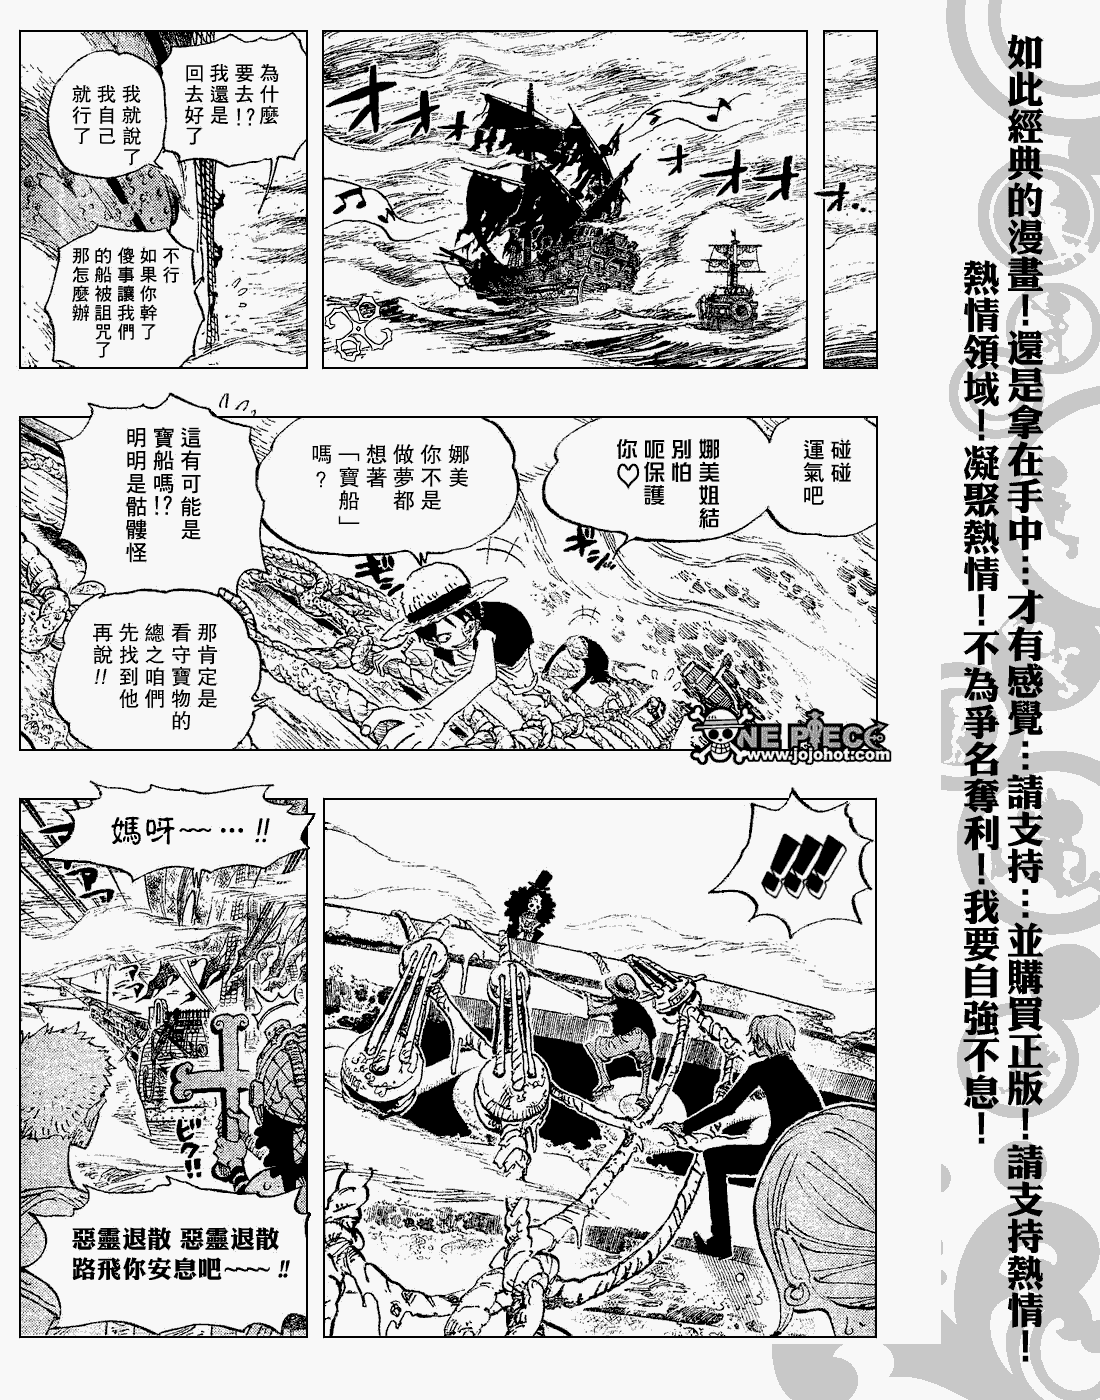 如此經典的漫畫！還是拿在手中…才有感覺…請支持…並購買正版！請支持熱情！
熱情領域！凝聚熱情！不為爭名奪利！我要自強不息！
オオオオオォ…
為什麼
要去!?
我還是
回去好了
我就說了
我自己
就行了
不行
如果你幹了
傻事讓我們
的船被詛咒了
那怎麼辦
碰碰
運氣吧
娜美姐結
別怕
呃保護
你♡
娜美
你不是
做夢都
想著
「寶船」
嗎？
這有可能是
寶船嗎!?
明明是骷髏怪
那肯定是
看守寶物的
總之咱們
先找到他
再說!!
ギシ
ギシ
ONE PIECE
www.jojohot.com
!!!!
媽呀~~…!!
ビクッ!!
惡靈退散 惡靈退散
路飛你安息吧~~~~!!